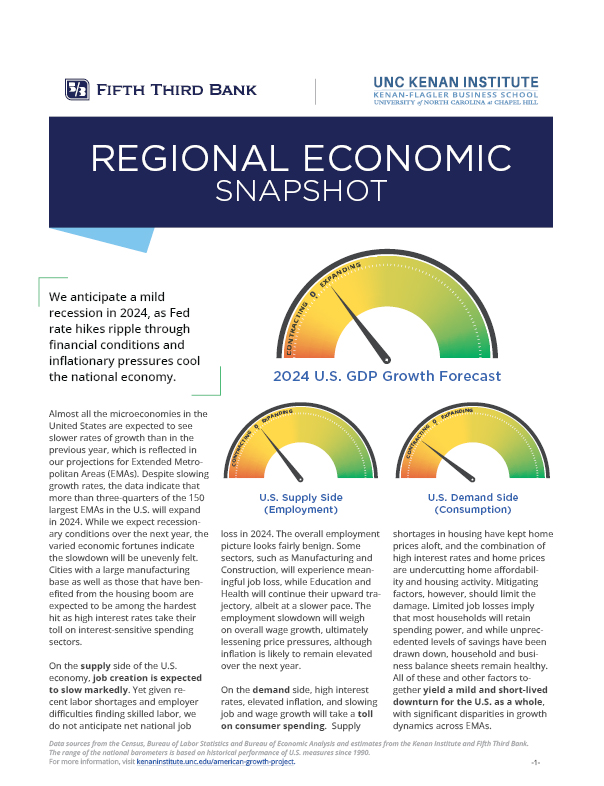 FIFTH THIRD BANK
UNC KENAN INSTITUTE
KENAN-FLAGLER BUSINESS SCHOOL
UNIVERSITY of NORTH CAROLINA at CHAPEL HILL
REGIONAL ECONOMIC
SNAPSHOT
We anticipate a mild
recession in 2024, as Fed
rate hikes ripple through
financial conditions and
inflationary pressures cool
the national economy.
CONTRACTING 0 EXPANDING
2024 U.S. GDP Growth Forecast
CONTRACTING 0 EXPANDING
U.S. Supply Side
(Employment)
CONTRACTING 0 EXPANDING
U.S. Demand Side
(Consumption)
Almost all the microeconomies in the
United States are expected to see
slower rates of growth than in the
previous year, which is reflected in
our projections for Extended Metro-
politan Areas (EMAs). Despite slowing
growth rates, the data indicate that
more than three-quarters of the 150
largest EMAs in the U.S. will expand
in 2024. While we expect recession-
ary conditions over the next year, the
varied economic fortunes indicate
the slowdown will be unevenly felt.
Cities with a large manufacturing
base as well as those that have ben-
efited from the housing boom are
expected to be among the hardest
hit as high interest rates take their
toll on interest-sensitive spending
sectors.
On the supply side of the U.S.
economy, job creation is expected
to slow markedly. Yet given re-
cent labor shortages and employer
difficulties finding skilled labor, we
do not anticipate net national job
loss in 2024. The overall employment
picture looks fairly benign. Some
sectors, such as Manufacturing and
Construction, will experience mean-
ingful job loss, while Education and
Health will continue their upward tra-
jectory, albeit at a slower pace. The
employment slowdown will weigh
on overall wage growth, ultimately
lessening price pressures, although
inflation is likely to remain elevated
over the next year.
On the demand side, high interest
rates, elevated inflation, and slowing
job and wage growth will take a toll
on consumer spending. Supply
shortages in housing have kept home
prices aloft, and the combination of
high interest rates and home prices
are undercutting home affordabil-
ity and housing activity. Mitigating
factors, however, should limit the
damage. Limited job losses imply
that most households will retain
spending power, and while unprec-
edented levels of savings have been
drawn down, household and busi-
ness balance sheets remain healthy.
All of these and other factors to-
gether yield a mild and short-lived
downturn for the U.S. as a whole,
with significant disparities in growth
dynamics across EMAs.
Data sources from the Census, Bureau of Labor Statistics and Bureau of Economic Analysis and estimates from the Kenan Institute and Fifth Third Bank.
The range of the national barometers is based on historical performance of U.S. measures since 1990.
For more information, visit kenaninstitute.unc.edu/american-growth-project.
-1-